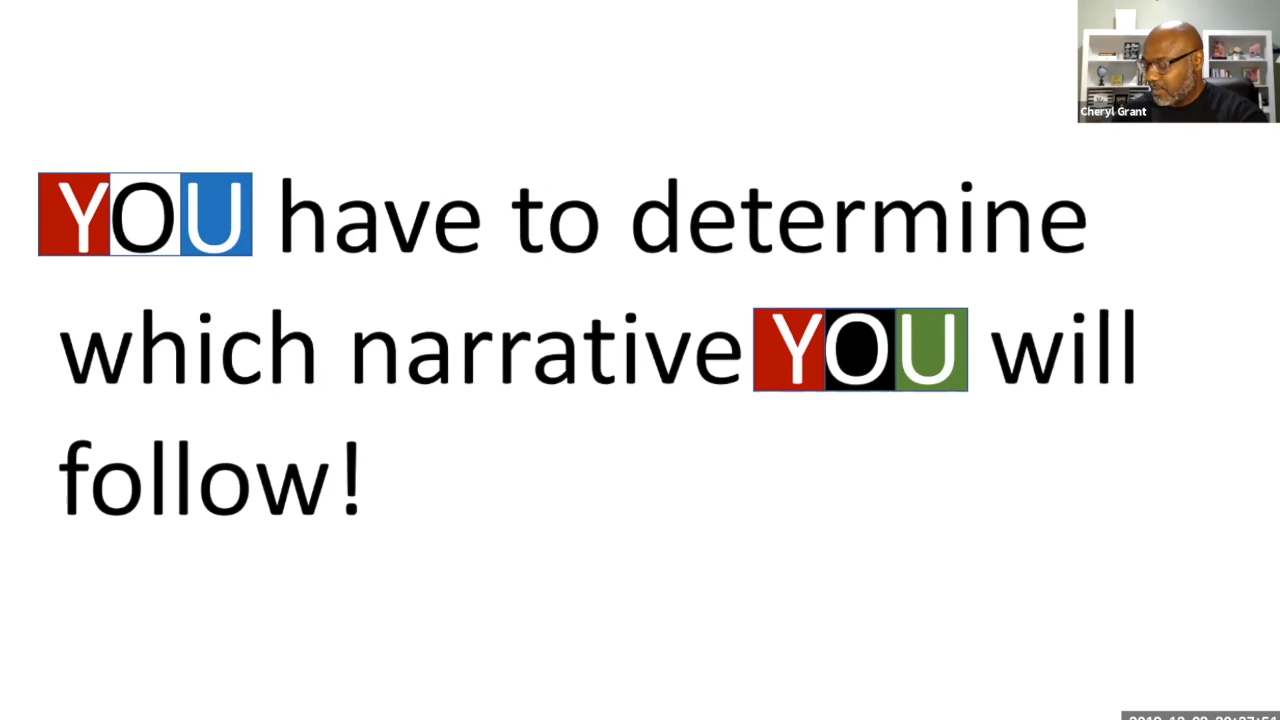 Cheryl Grant
YOU have to determine
which narrative YOU will
follow!